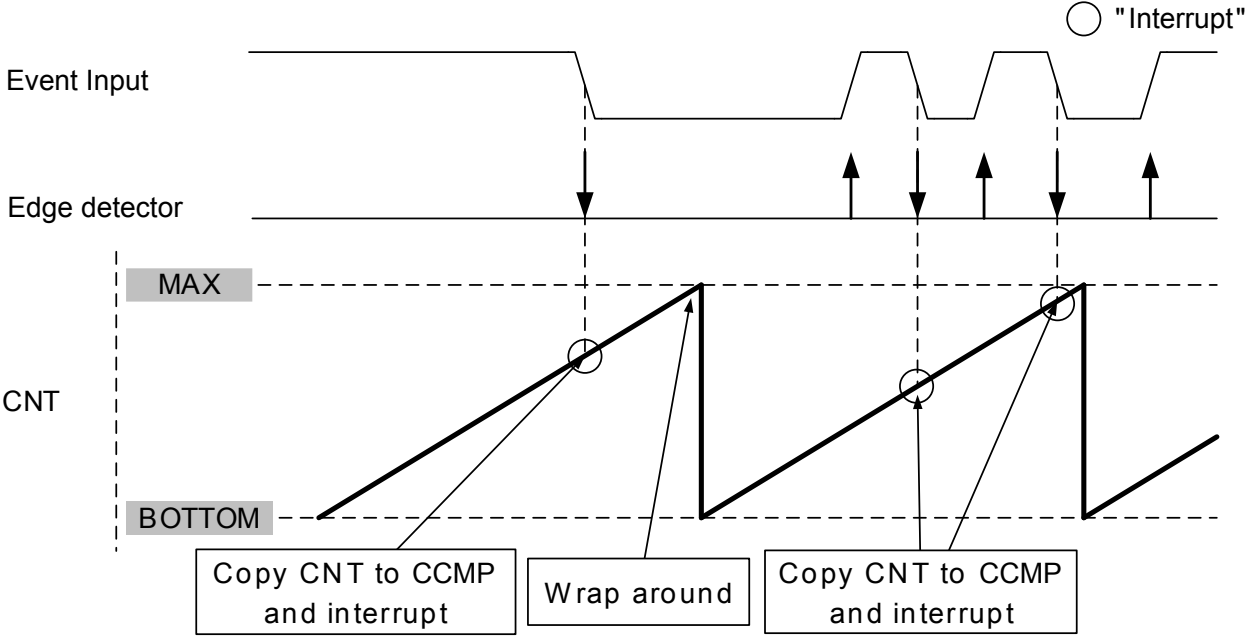 "Interrupt"
Event Input
Edge detector
MAX
CNT
BOTTOM
Copy CNT to CCMP
and interrupt
Wrap around
Copy CNT to CCMP
and interrupt